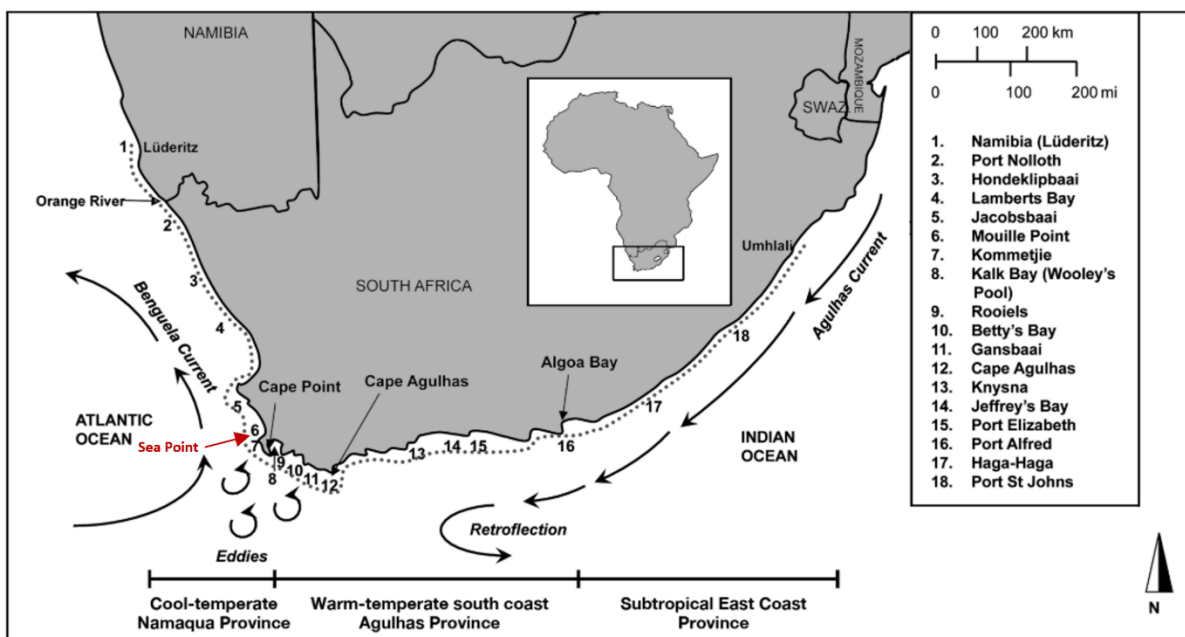 NAMIBIA
MOZAMBIQUE
SWAZ
0 100 200 km
0 100 200 mi
1 Lüderitz
Orange River
2
3
4
5
6
7
8
9
10
11
12
13
14 15
16
17
18
Umhlali
SOUTH AFRICA
Agulhas Current
Benguela Current
Algoa Bay
Cape Point
Cape Agulhas
ATLANTIC
OCEAN
Sea Point
INDIAN
OCEAN
Retroflection
Eddies
1. Namibia (Lüderitz)
2. Port Nolloth
3. Hondeklipbaai
4. Lamberts Bay
5. Jacobsbaai
6. Mouille Point
7. Kommetjie
8. Kalk Bay (Wooley's
Pool)
9. Rooiels
10. Betty's Bay
11. Gansbaai
12. Cape Agulhas
13. Knysna
14. Jeffrey's Bay
15. Port Elizabeth
16. Port Alfred
17. Haga-Haga
18. Port St Johns
Cool-temperate
Namaqua Province
Warm-temperate south coast
Agulhas Province
Subtropical East Coast
Province
N